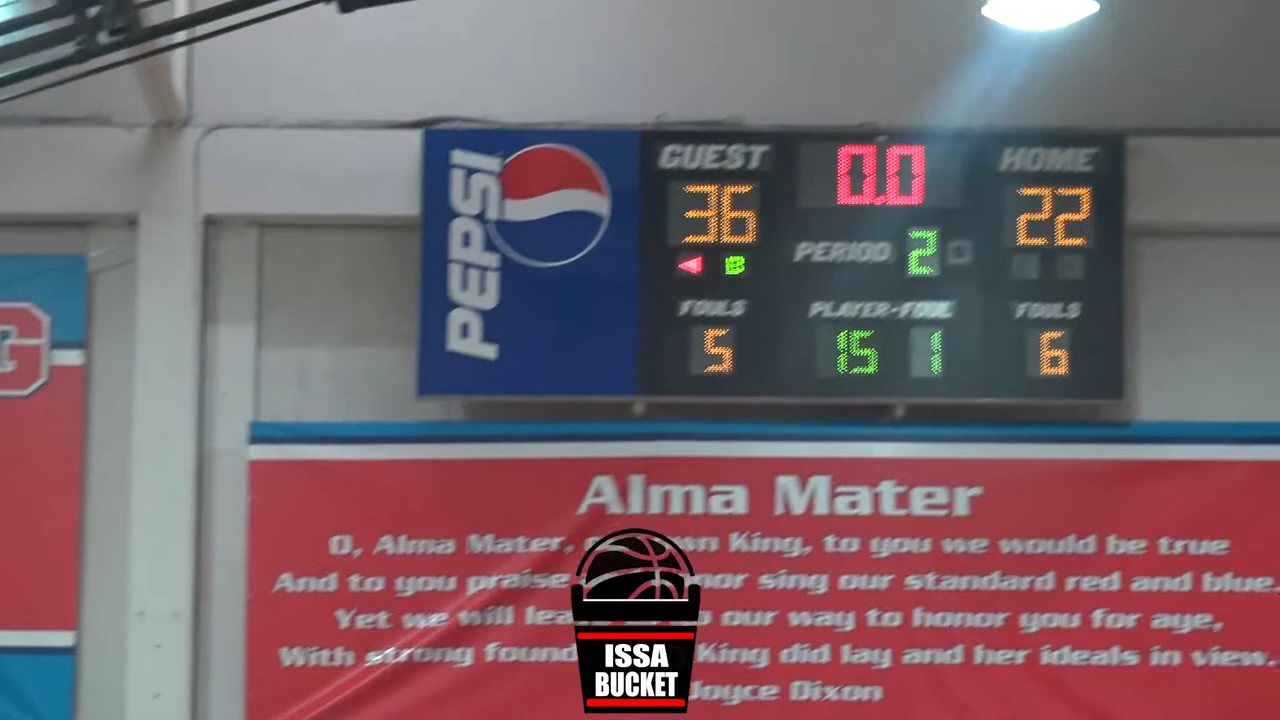 PEPSI
GUEST
0.0
HOME
36
22
PERIOD 2
B
FOULS
PLAYER-FOUL
FOULS
5
15 1
6
G
Alma Mater
O, Alma Mater, King, to you we would be true
And to you praise sing our standard red and blue,
Yet we will our way to honor you for aye,
With strong King did lay and her ideals in view.
Joyce Dixon
ISSA
BUCKET